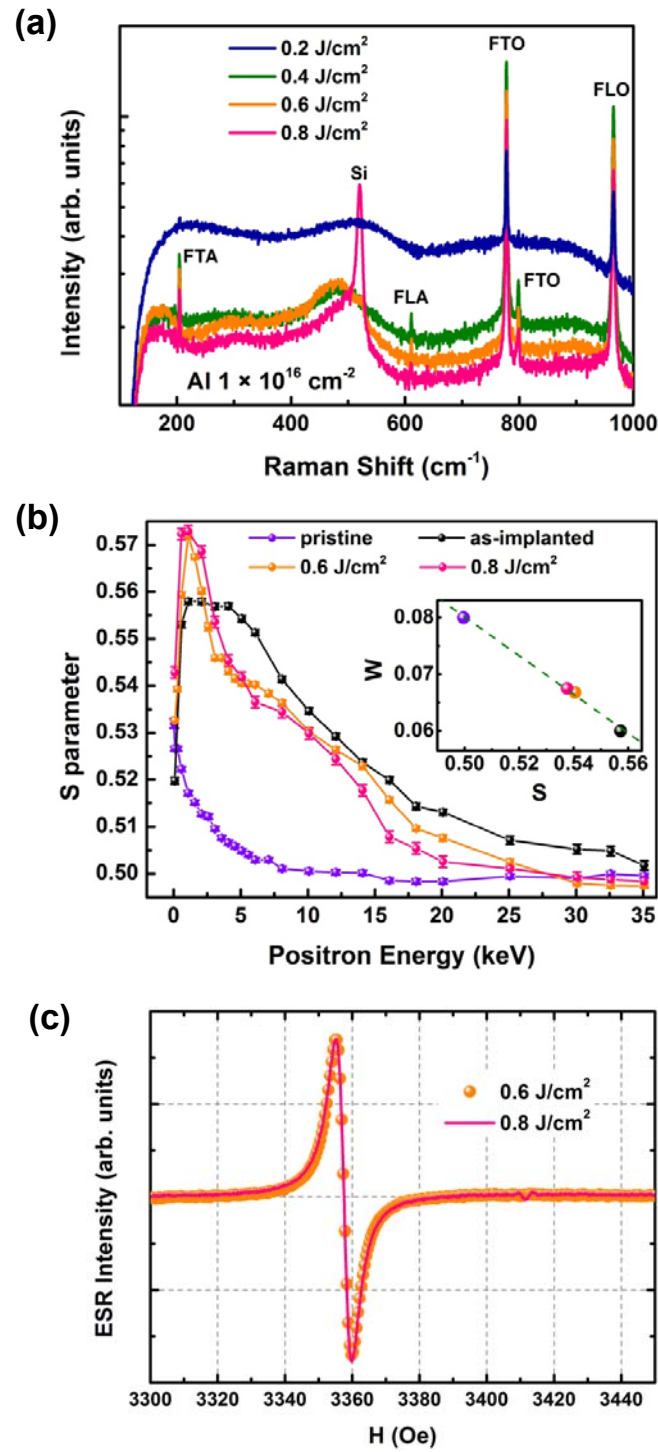 (a)
0.2 J/cm²
0.4 J/cm²
0.6 J/cm²
0.8 J/cm²
FTO
FLO
Si
FTA
FLA
FTO
Al 1 × 10¹⁶ cm⁻²
Intensity (arb. units)
200 400 600 800 1000
Raman Shift (cm⁻¹)
(b)
pristine as-implanted
0.6 J/cm² 0.8 J/cm²
0.57
0.56
0.55
0.54
0.53
0.52
0.51
0.50
S parameter
0.08
0.07
0.06
W
0.50 0.52 0.54 0.56
S
0 5 10 15 20 25 30 35
Positron Energy (keV)
(c)
0.6 J/cm²
0.8 J/cm²
ESR Intensity (arb. units)
3300 3320 3340 3360 3380 3400 3420 3440
H (Oe)